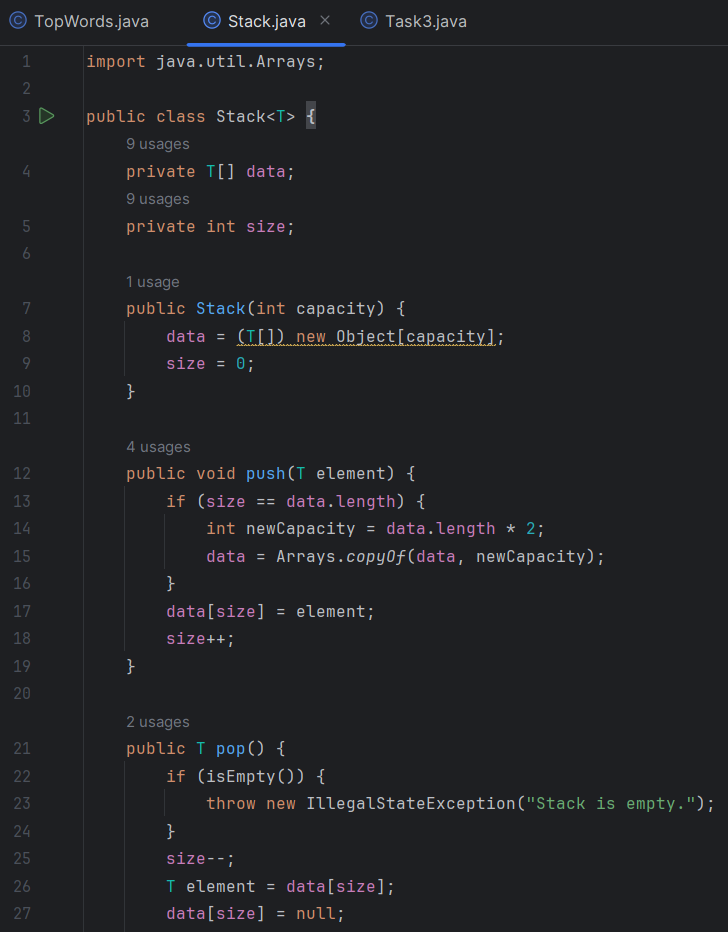 TopWords.java Stack.java Task3.java
1 import java.util.Arrays;
2
3 public class Stack<T> {
9 usages
4 private T[] data;
9 usages
5 private int size;
6
1 usage
7 public Stack(int capacity) {
8 data = (T[]) new Object[capacity];
9 size = 0;
10 }
11
4 usages
12 public void push(T element) {
13 if (size == data.length) {
14 int newCapacity = data.length * 2;
15 data = Arrays.copyOf(data, newCapacity);
16 }
17 data[size] = element;
18 size++;
19 }
20
2 usages
21 public T pop() {
22 if (isEmpty()) {
23 throw new IllegalStateException("Stack is empty.");
24 }
25 size--;
26 T element = data[size];
27 data[size] = null;